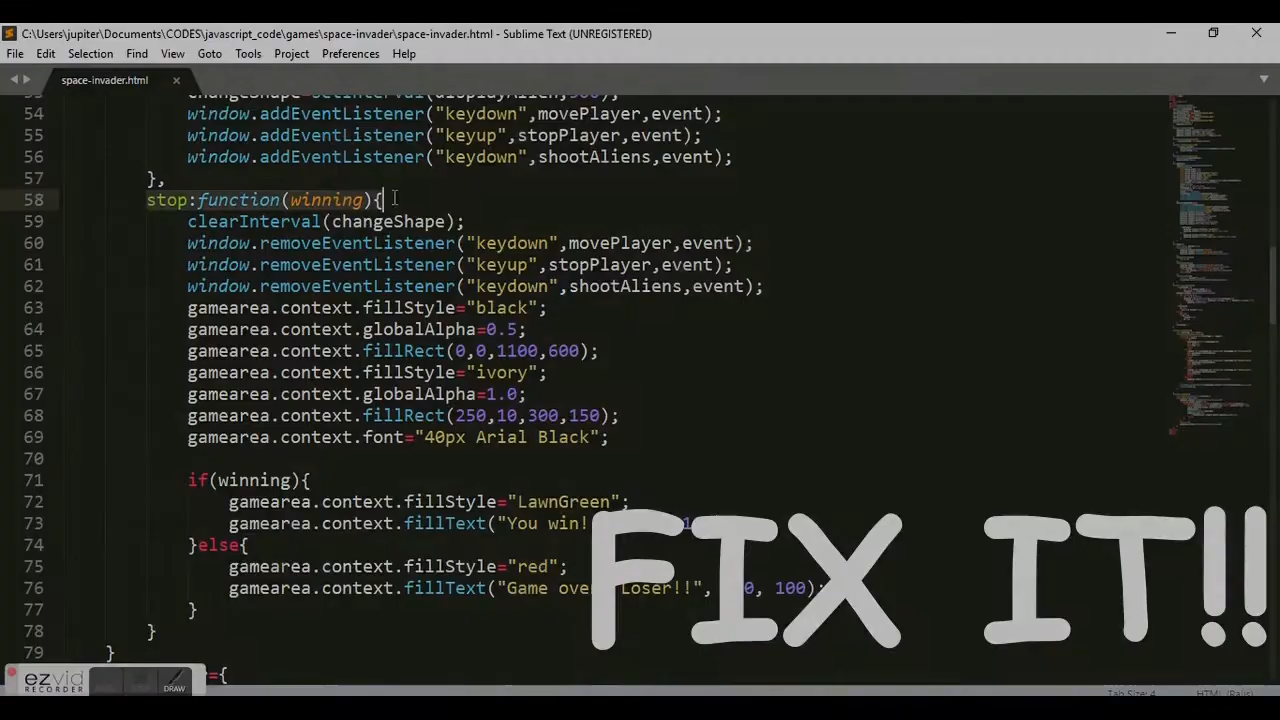 C:\Users\jupiter\Documents\CODES\javascript_code\games\space-invader\space-invader.html - Sublime Text (UNREGISTERED)
File Edit Selection Find View Goto Tools Project Preferences Help
space-invader.html
54 window.addEventListener("keydown",movePlayer,event);
55 window.addEventListener("keyup",stopPlayer,event);
56 window.addEventListener("keydown",shootAliens,event);
57 },
58 stop:function(winning){
59 clearInterval(changeShape);
60 window.removeEventListener("keydown",movePlayer,event);
61 window.removeEventListener("keyup",stopPlayer,event);
62 window.removeEventListener("keydown",shootAliens,event);
63 gamearea.context.fillStyle="black";
64 gamearea.context.globalAlpha=0.5;
65 gamearea.context.fillRect(0,0,1100,600);
66 gamearea.context.fillStyle="ivory";
67 gamearea.context.globalAlpha=1.0;
68 gamearea.context.fillRect(250,10,300,150);
69 gamearea.context.font="40px Arial Black";
70
71 if(winning){
72 gamearea.context.fillStyle="LawnGreen";
73 gamearea.context.fillText("You win!
74 }else{
75 gamearea.context.fillStyle="red";
76 gamearea.context.fillText("Game Loser!!", 100);
77 }
78 }
79 }
={
FIX IT!!
ezvid
RECORDER
DRAW